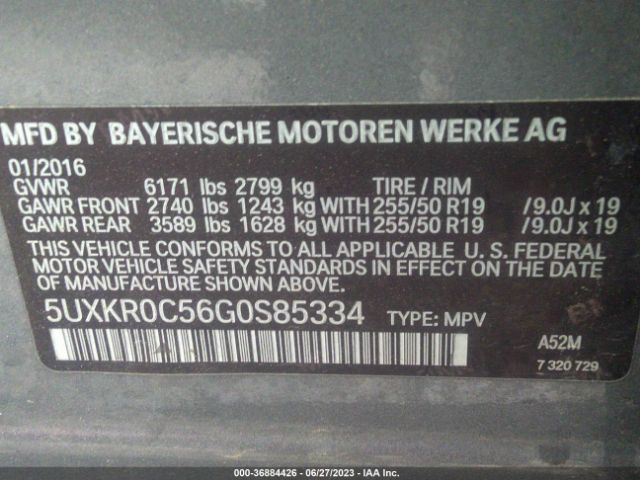 MFD BY BAYERISCHE MOTOREN WERKE AG
01/2016
GVWR 6171 lbs 2799 kg TIRE / RIM
GAWR FRONT 2740 lbs 1243 kg WITH 255/50 R19 /9.0J x 19
GAWR REAR 3589 lbs 1628 kg WITH 255/50 R19 /9.0J x 19
THIS VEHICLE CONFORMS TO ALL APPLICABLE U. S. FEDERAL
MOTOR VEHICLE SAFETY STANDARDS IN EFFECT ON THE DATE
OF MANUFACTURE SHOWN ABOVE.
5UXKR0C56G0S85334 TYPE: MPV
A52M
7 320 729
000-36884426 - 06/27/2023 - IAA Inc.